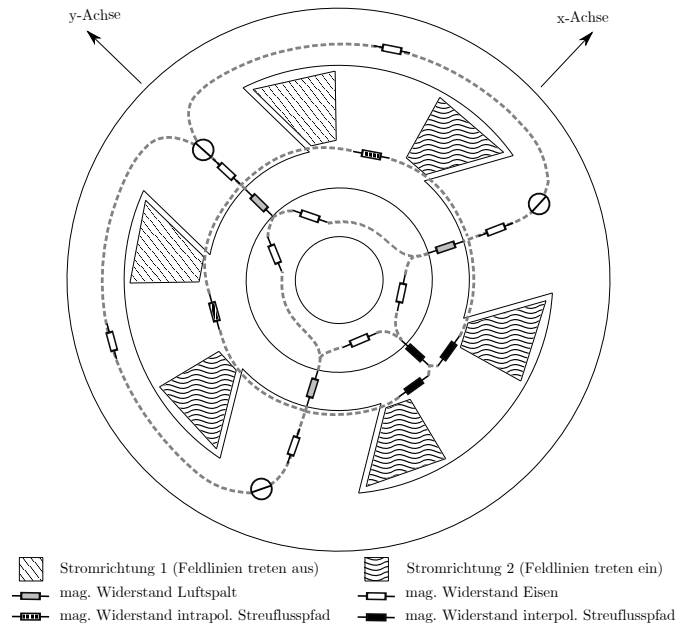 y-Achse
x-Achse
Stromrichtung 1 (Feldlinien treten aus)
Stromrichtung 2 (Feldlinien treten ein)
mag. Widerstand Luftspalt
mag. Widerstand Eisen
mag. Widerstand intrapol. Streuflusspfad
mag. Widerstand interpol. Streuflusspfad